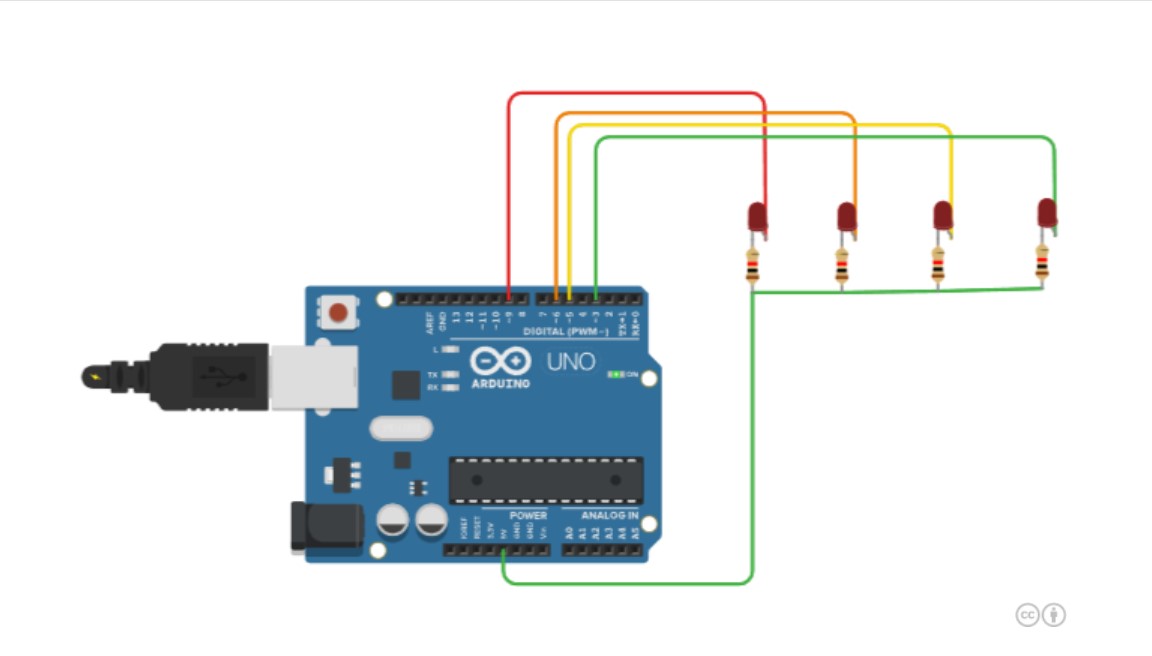 AREF
GND
13
12
~11
~10
~9
8
7
~6
~5
4
~3
2
TX→1
RX←0
DIGITAL (PWM~)
L
TX
RX
UNO
ARDUINO
ON
IOREF
RESET
3.3V
5V
GND
GND
Vin
POWER
ANALOG IN
A0
A1
A2
A3
A4
A5
cc